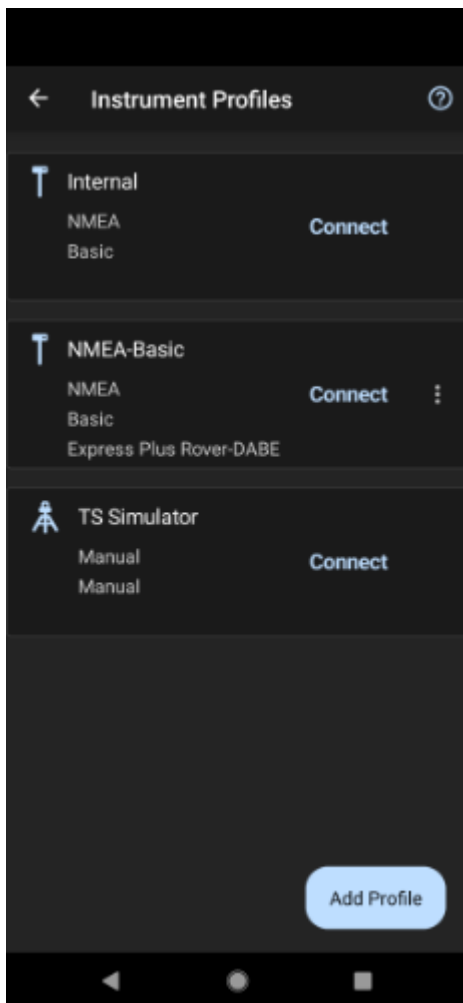 Instrument Profiles
Internal
NMEA
Connect
Basic
NMEA-Basic
NMEA
Connect
Basic
Express Plus Rover-DABE
TS Simulator
Manual
Connect
Manual
Add Profile